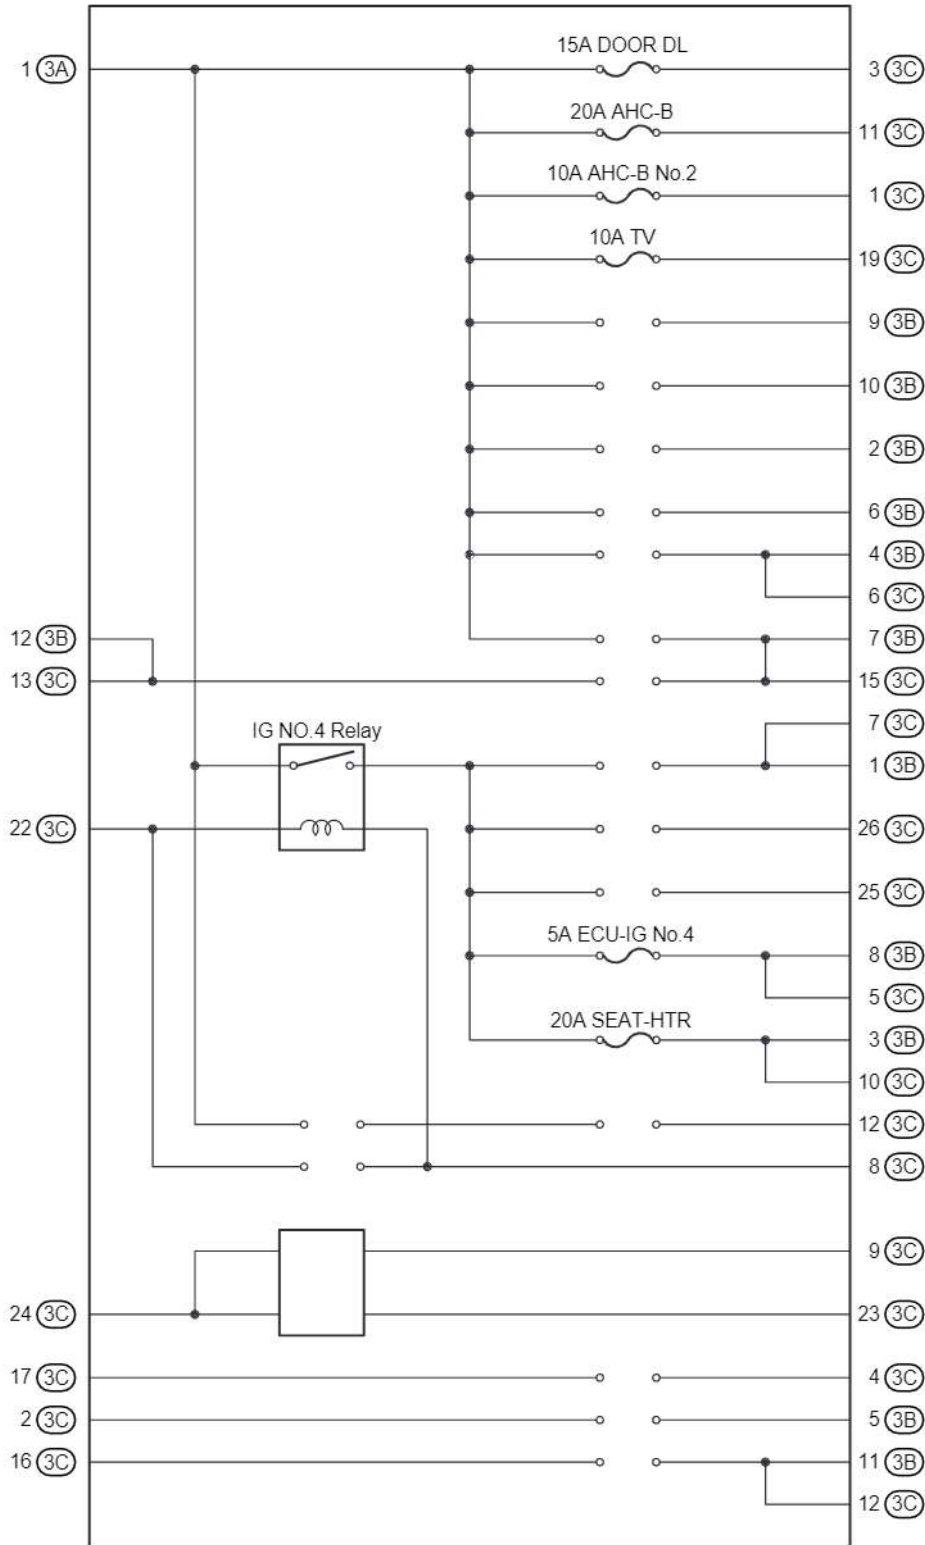 15A DOOR DL
1 3A 3 3C
20A AHC-B
11 3C
10A AHC-B No.2
1 3C
10A TV
19 3C
9 3B
10 3B
2 3B
6 3B
4 3B
6 3C
12 3B 7 3B
13 3C 15 3C
7 3C
IG NO.4 Relay
1 3B
22 3C 26 3C
25 3C
5A ECU-IG No.4
8 3B
5 3C
20A SEAT-HTR
3 3B
10 3C
12 3C
8 3C
9 3C
24 3C 23 3C
17 3C 4 3C
2 3C 5 3B
16 3C 11 3B
12 3C